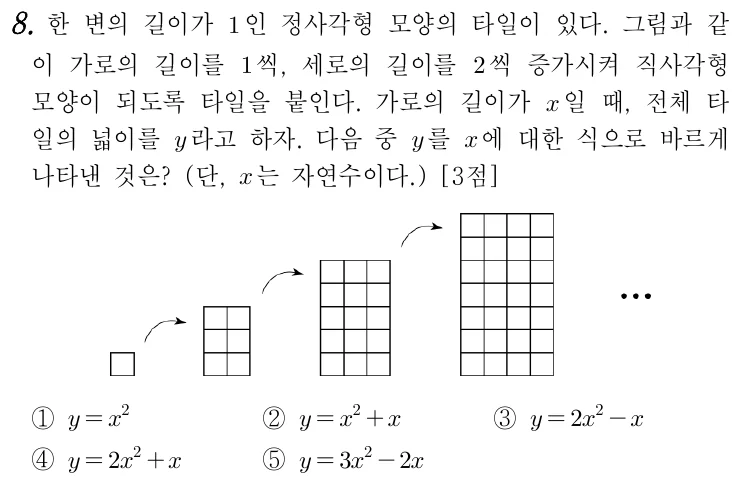 8. 한 변의 길이가 1인 정사각형 모양의 타일이 있다. 그림과 같
이 가로의 길이를 1씩, 세로의 길이를 2씩 증가시켜 직사각형
모양이 되도록 타일을 붙인다. 가로의 길이가 x일 때, 전체 타
일의 넓이를 y라고 하자. 다음 중 y를 x에 대한 식으로 바르게
나타낸 것은? (단, x는 자연수이다.) [3점]
…
① y=x² ② y=x²+x ③ y=2x²-x
④ y=2x²+x ⑤ y=3x²-2x